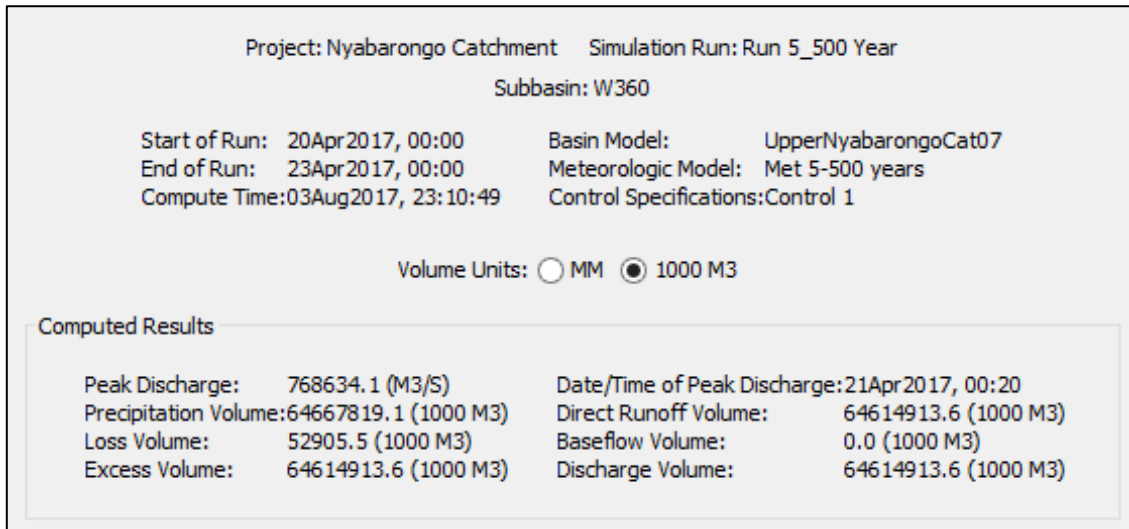 Project: Nyabarongo Catchment Simulation Run: Run 5_500 Year
Subbasin: W360
Start of Run: 20Apr2017, 00:00 Basin Model: UpperNyabarongoCat07
End of Run: 23Apr2017, 00:00 Meteorologic Model: Met 5-500 years
Compute Time:03Aug2017, 23:10:49 Control Specifications:Control 1
Volume Units: MM 1000 M3
Computed Results
Peak Discharge: 768634.1 (M3/S) Date/Time of Peak Discharge:21Apr2017, 00:20
Precipitation Volume:64667819.1 (1000 M3) Direct Runoff Volume: 64614913.6 (1000 M3)
Loss Volume: 52905.5 (1000 M3) Baseflow Volume: 0.0 (1000 M3)
Excess Volume: 64614913.6 (1000 M3) Discharge Volume: 64614913.6 (1000 M3)